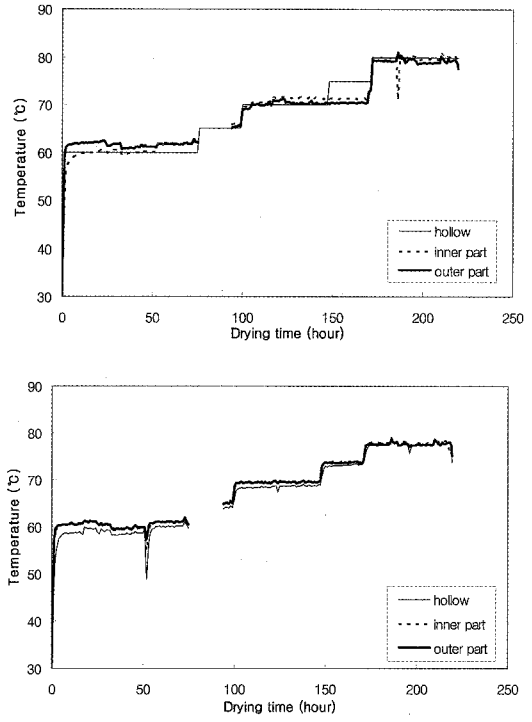 90
80
70
60
50
40
30
Temperature (℃)
hollow
inner part
outer part
0
50
100
150
200
250
Drying time (hour)
90
80
70
60
50
40
30
Temperature (℃)
hollow
inner part
outer part
0
50
100
150
200
250
Drying time (hour)